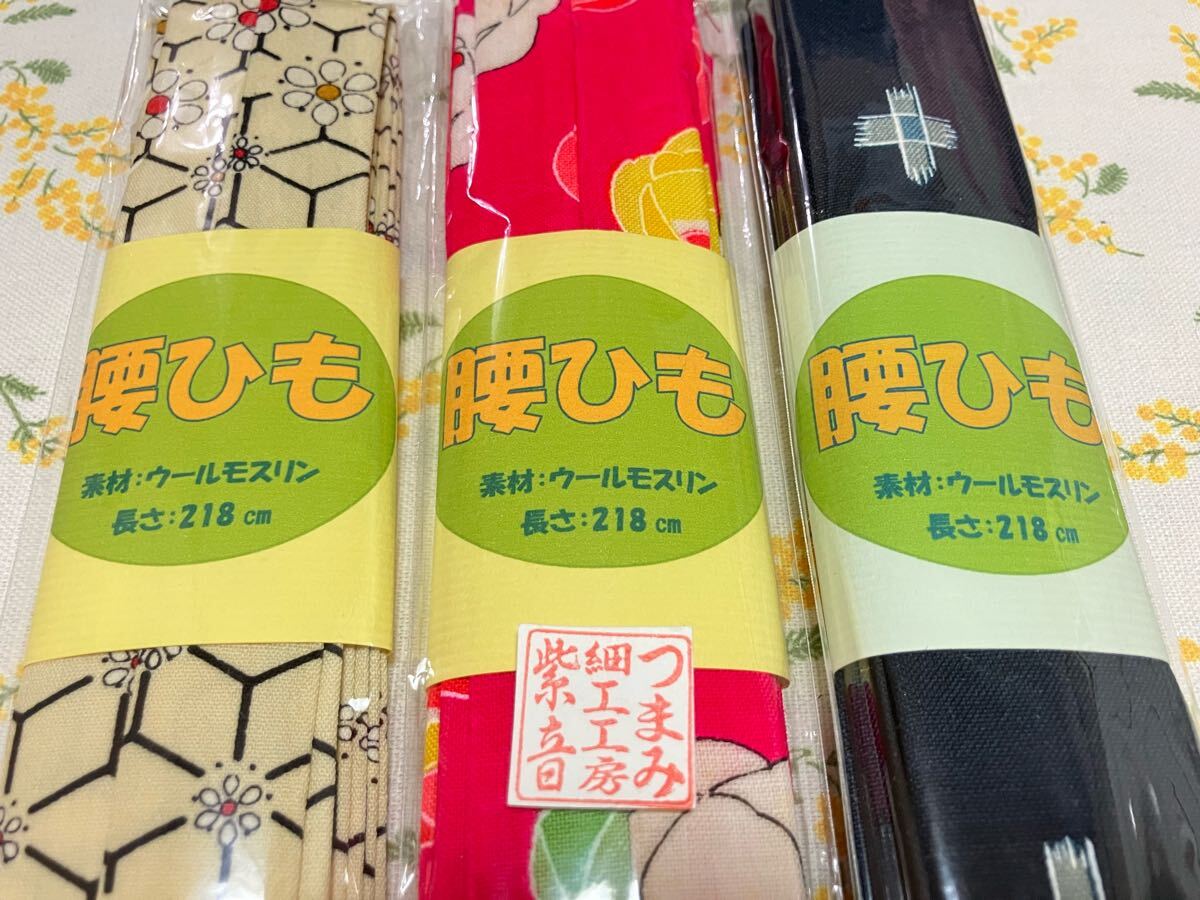 腰ひも
素材:ウールモスリン
長さ:218cm
腰ひも
素材:ウールモスリン
長さ:218cm
腰ひも
素材:ウールモスリン
長さ:218cm
つまみ
細工工房
紫音